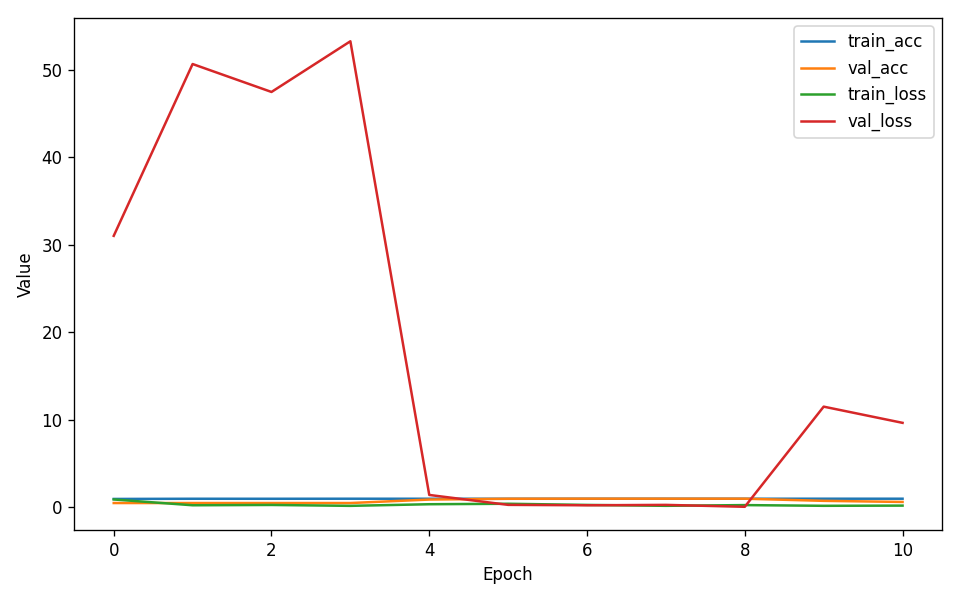 train_acc
val_acc
train_loss
val_loss
50
40
30
20
10
0
Value
0 2 4 6 8 10
Epoch